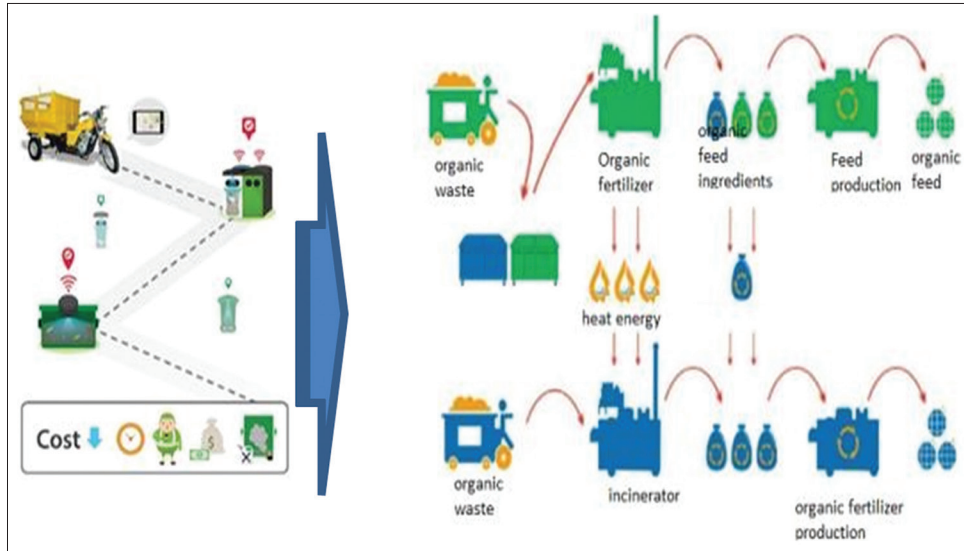 Cost
organic
waste
Organic
fertilizer
organic
feed
ingredients
Feed
production
organic
feed
heat energy
organic
waste
incinerator
organic fertilizer
production
$
X